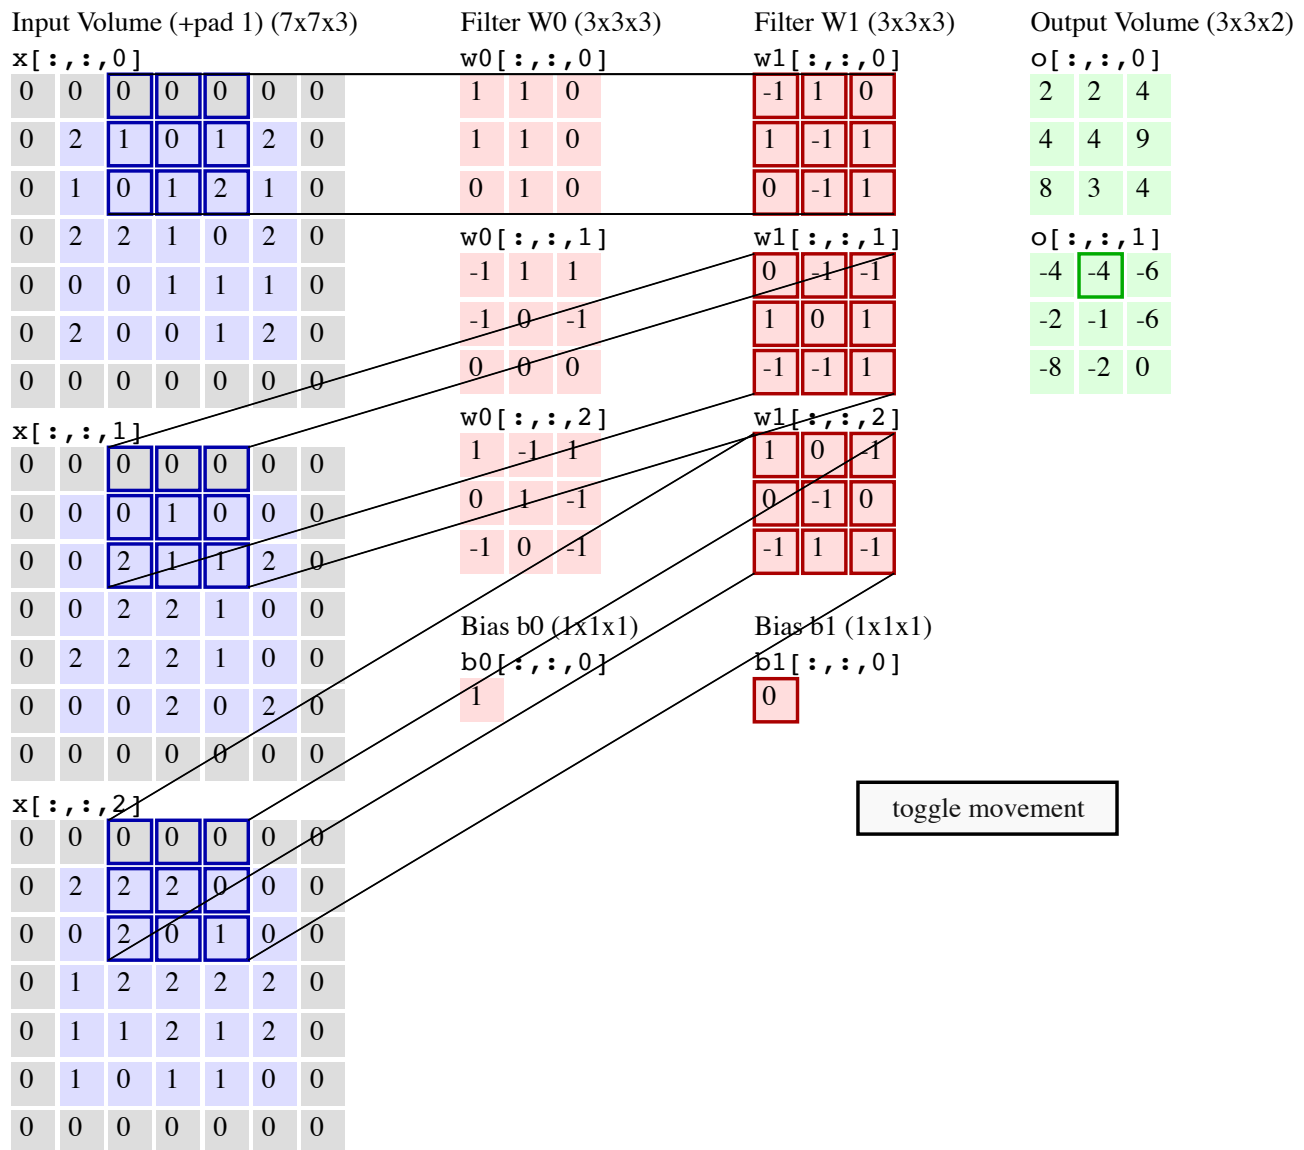 Input Volume (+pad 1) (7x7x3)
x[:,:,0]
0 0 0 0 0 0 0
0 2 1 0 1 2 0
0 1 0 1 2 1 0
0 2 2 1 0 2 0
0 0 0 1 1 1 0
0 2 0 0 1 2 0
0 0 0 0 0 0 0
x[:,:,1]
0 0 0 0 0 0 0
0 0 0 1 0 0 0
0 0 2 1 1 2 0
0 0 2 2 1 0 0
0 2 2 2 1 0 0
0 0 0 2 0 2 0
0 0 0 0 0 0 0
x[:,:,2]
0 0 0 0 0 0 0
0 2 2 2 0 0 0
0 0 2 0 1 0 0
0 1 2 2 2 2 0
0 1 1 2 1 2 0
0 1 0 1 1 0 0
0 0 0 0 0 0 0
Filter W0 (3x3x3)
w0[:,:,0]
1 1 0
1 1 0
0 1 0
w0[:,:,1]
-1 1 1
-1 0 -1
0 0 0
w0[:,:,2]
1 -1 1
0 1 -1
-1 0 -1
Bias b0 (1x1x1)
b0[:,:,0]
1
Filter W1 (3x3x3)
w1[:,:,0]
-1 1 0
1 -1 1
0 -1 1
w1[:,:,1]
0 -1 -1
1 0 1
-1 -1 1
w1[:,:,2]
1 0 -1
0 -1 0
-1 1 -1
Bias b1 (1x1x1)
b1[:,:,0]
0
Output Volume (3x3x2)
o[:,:,0]
2 2 4
4 4 9
8 3 4
o[:,:,1]
-4 -4 -6
-2 -1 -6
-8 -2 0
toggle movement